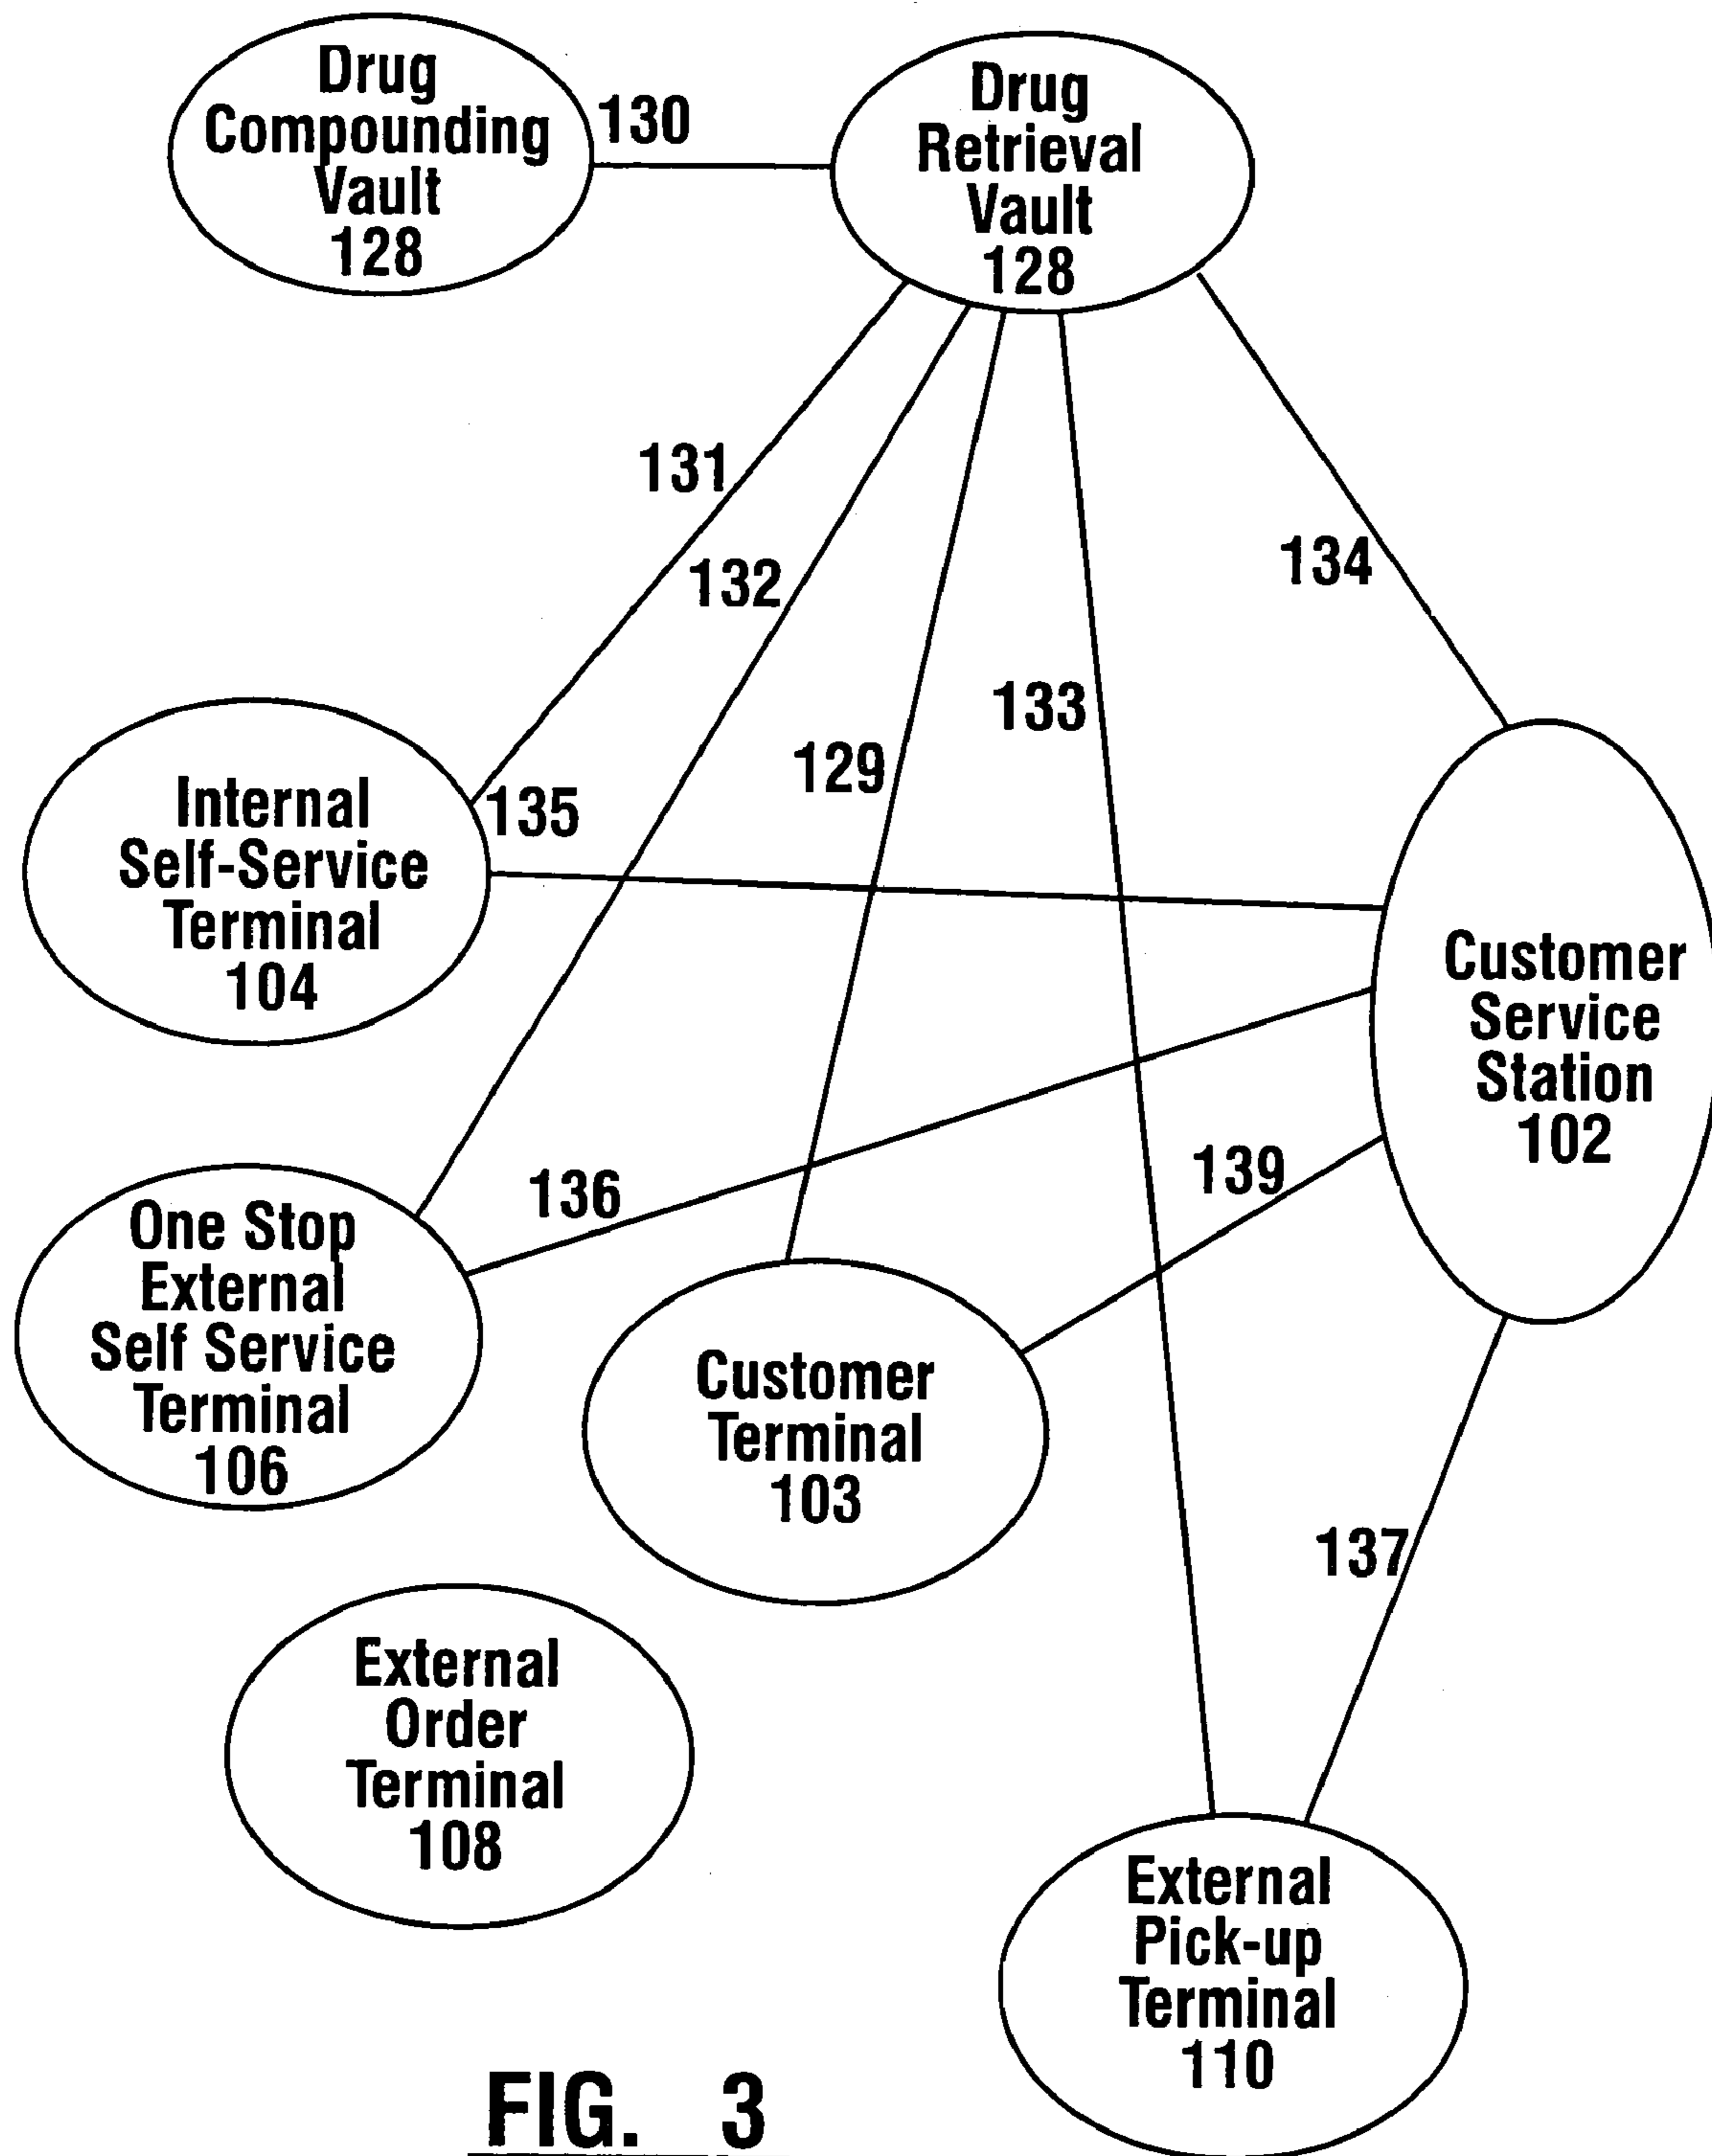 Drug
Compounding
Vault
128
130
Drug
Retrieval
Vault
128
131
132
129
133
134
135
Internal
Self-Service
Terminal
104
Customer
Service
Station
102
136
139
One Stop
External
Self Service
Terminal
106
Customer
Terminal
103
137
External
Order
Terminal
108
External
Pick-up
Terminal
110
FIG. 3